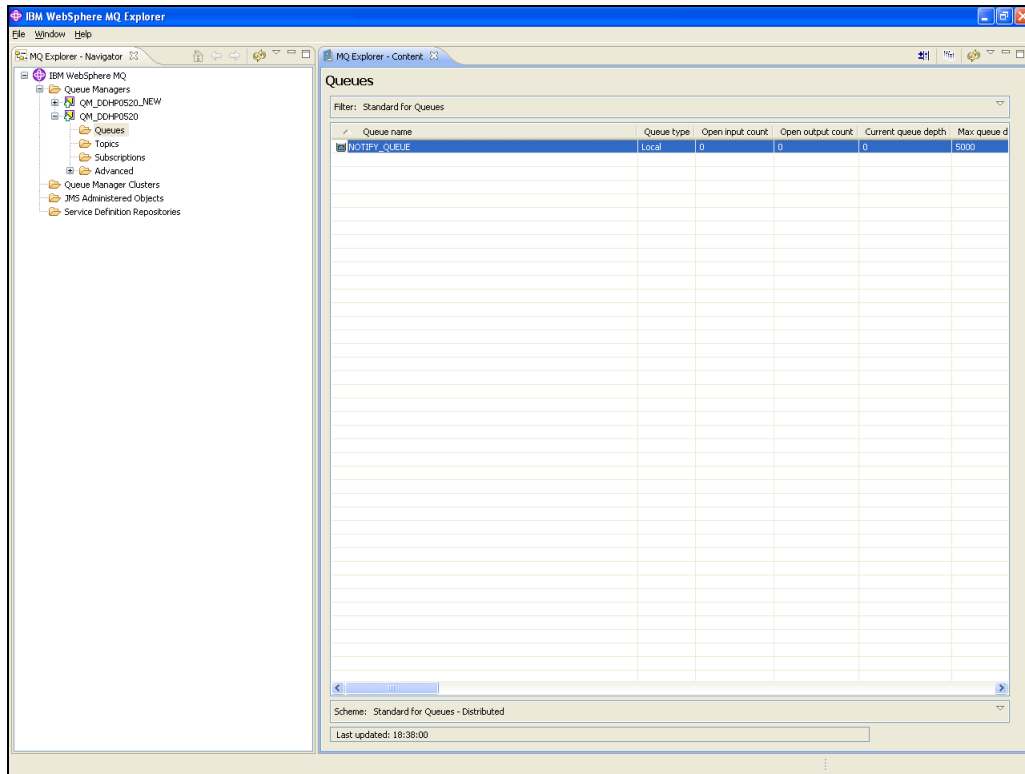 IBM WebSphere MQ Explorer
File Window Help
MQ Explorer - Navigator
IBM WebSphere MQ
Queue Managers
QM_DDHP0520_NEW
QM_DDHP0520
Queues
Topics
Subscriptions
Advanced
Queue Manager Clusters
JMS Administered Objects
Service Definition Repositories
MQ Explorer - Content
Queues
Filter: Standard for Queues
Queue name Queue type Open input count Open output count Current queue depth Max queue d
NOTIFY_QUEUE Local 0 0 0 5000
Scheme: Standard for Queues - Distributed
Last updated: 18:38:00